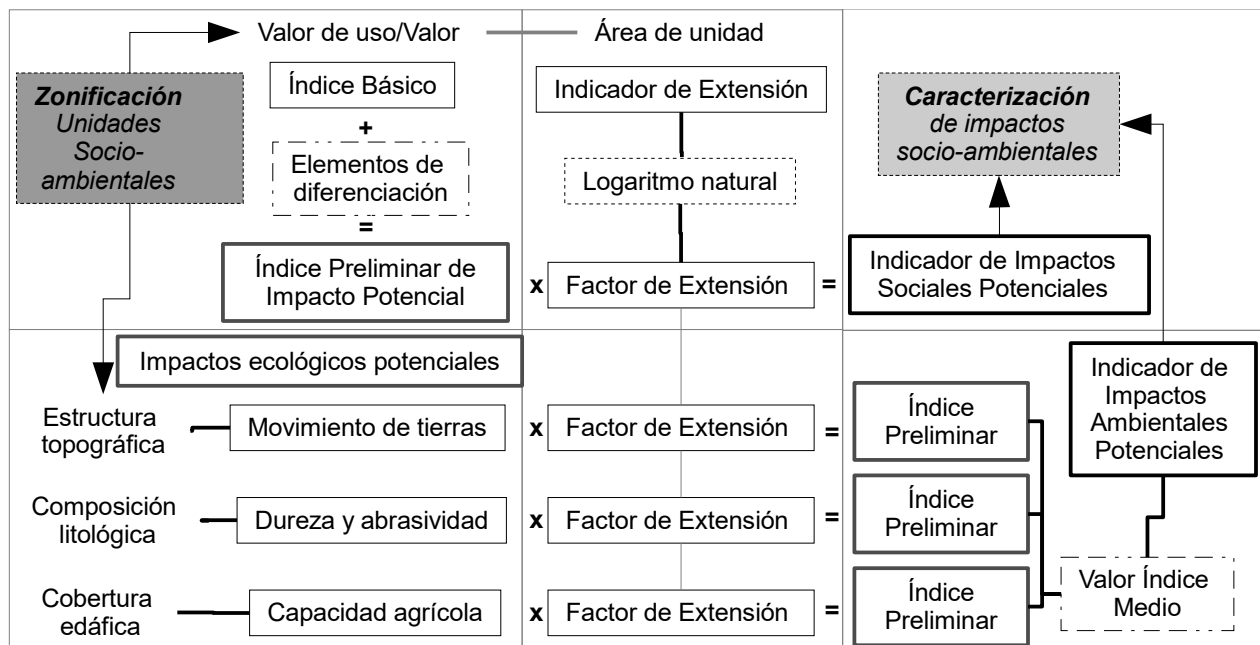 Valor de uso/Valor
Área de unidad
Zonificación
Unidades
Socio-
ambientales
Índice Básico
+
Elementos de
diferenciación
=
Índice Preliminar de
Impacto Potencial
Indicador de Extensión
Logaritmo natural
x
Factor de Extensión
=
Caracterización
de impactos
socio-ambientales
Indicador de Impactos
Sociales Potenciales
Impactos ecológicos potenciales
Estructura
topográfica
Movimiento de tierras
x
Factor de Extensión
=
Índice
Preliminar
Composición
litológica
Dureza y abrasividad
x
Factor de Extensión
=
Índice
Preliminar
Cobertura
edáfica
Capacidad agrícola
x
Factor de Extensión
=
Índice
Preliminar
Valor Índice
Medio
Indicador de
Impactos
Ambientales
Potenciales